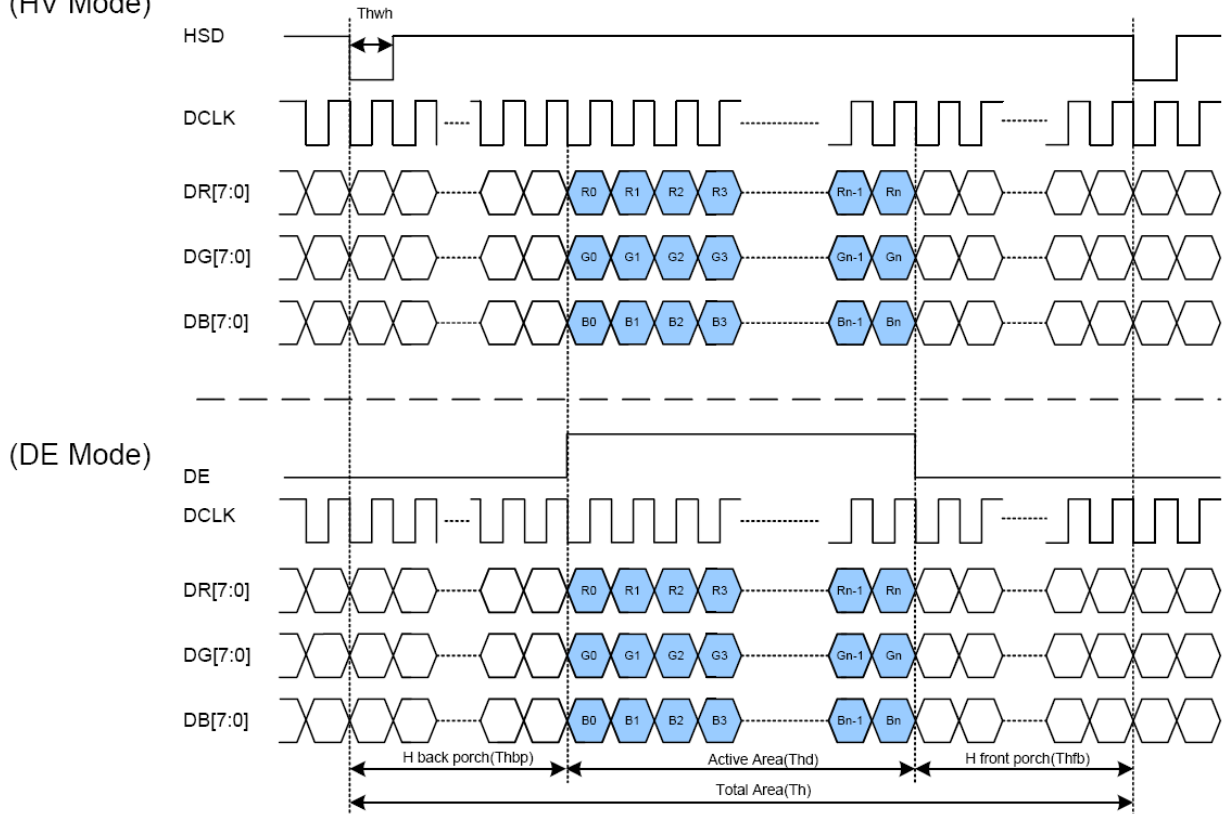 (HV Mode)
Thwh
HSD
DCLK
DR[7:0] R0 R1 R2 R3 Rn-1 Rn
DG[7:0] G0 G1 G2 G3 Gn-1 Gn
DB[7:0] B0 B1 B2 B3 Bn-1 Bn
(DE Mode)
DE
DCLK
DR[7:0] R0 R1 R2 R3 Rn-1 Rn
DG[7:0] G0 G1 G2 G3 Gn-1 Gn
DB[7:0] B0 B1 B2 B3 Bn-1 Bn
H back porch(Thbp) Active Area(Thd) H front porch(Thfb)
Total Area(Th)